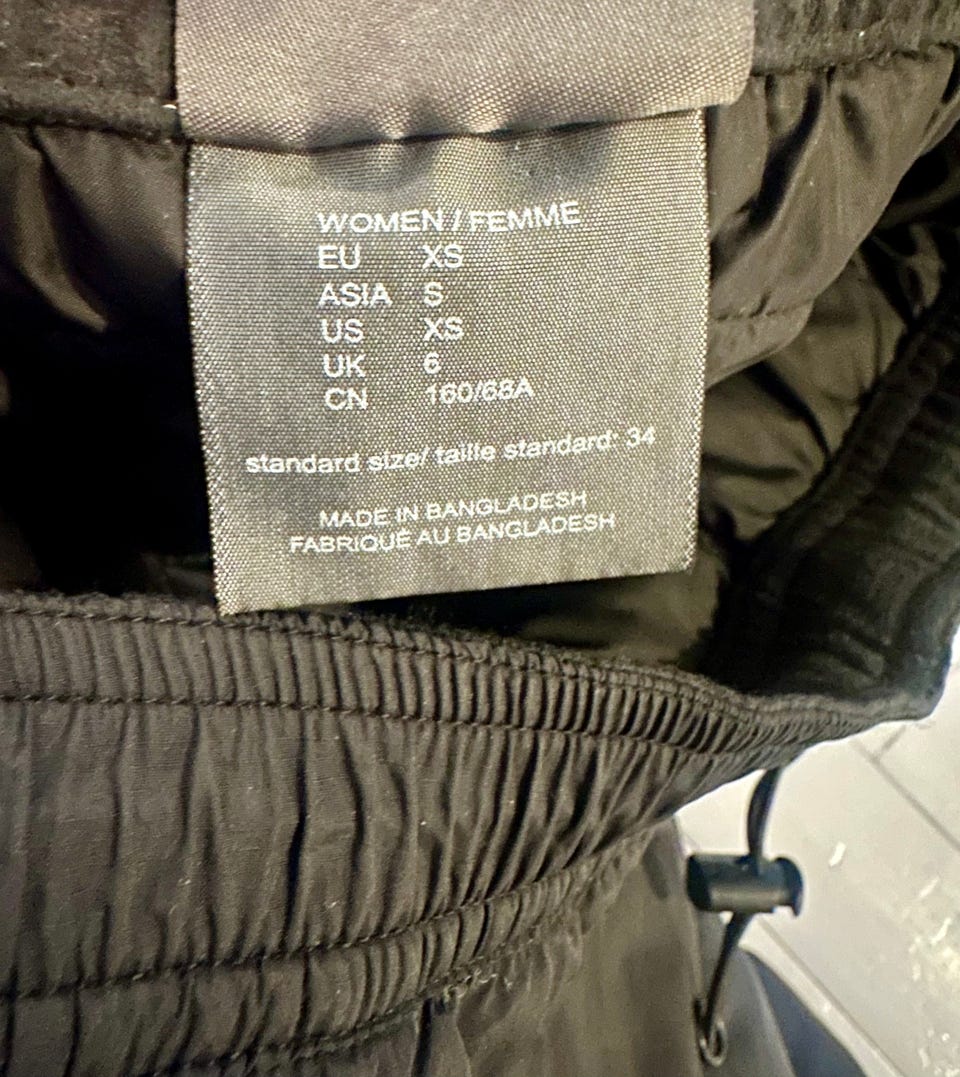 WOMEN / FEMME
EU XS
ASIA S
US XS
UK 6
CN 160/68A
standard size/ taille standard: 34
MADE IN BANGLADESH
FABRIQUÉ AU BANGLADESH